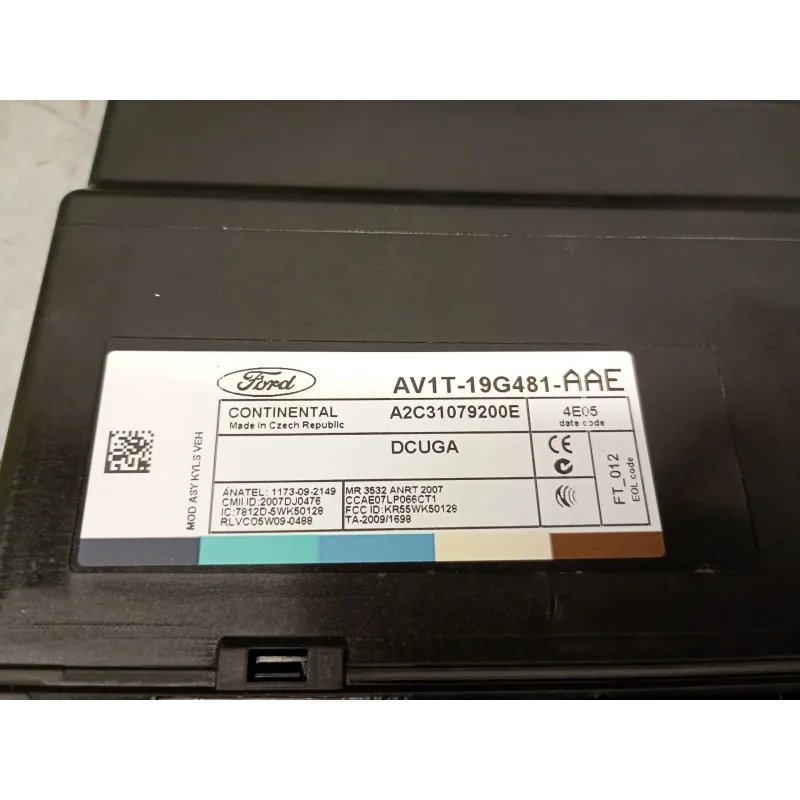 Ford
AV1T-19G481-AAE
CONTINENTAL A2C31079200E 4E05
Made in Czech Republic date code
DCUGA CE
MOD ASY KYLS VEH
FT_012
EOL code
ANATEL: 1173-09-2149 MR 3532 ANRT 2007
CMII ID:2007DJ0476 CCAE07LP066CT1
IC:7812D-5WK50128 FCC ID:KR55WK50128
RLVCO5W09-0488 TA-2009/1698